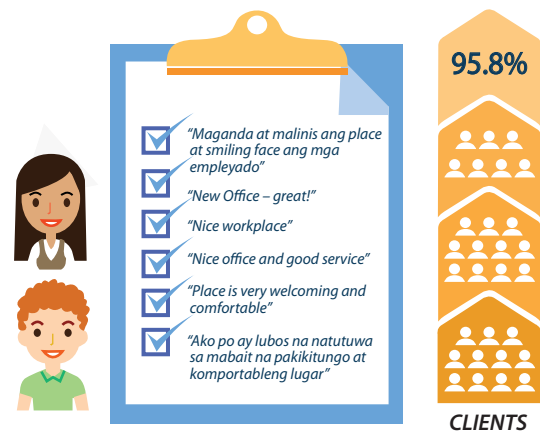 95.8%
“Maganda at malinis ang place
at smiling face ang mga
empleyado”
“New Office – great!”
“Nice workplace”
“Nice office and good service”
“Place is very welcoming and
comfortable”
“Ako po ay lubos na natutuwa
sa mabait na pakikitungo at
komportableng lugar”
CLIENTS